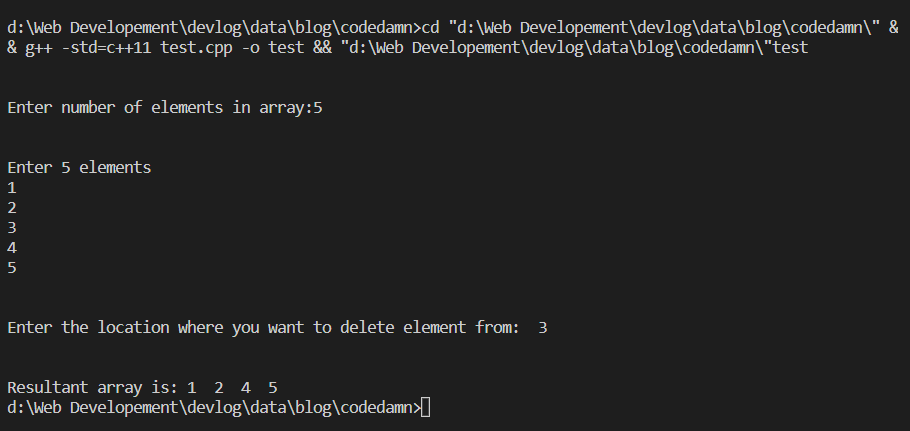 d:\Web Developement\devlog\data\blog\codedamn>cd "d:\Web Developement\devlog\data\blog\codedamn\" &
& g++ -std=c++11 test.cpp -o test && "d:\Web Developement\devlog\data\blog\codedamn\"test
Enter number of elements in array:5
Enter 5 elements
1
2
3
4
5
Enter the location where you want to delete element from:  3
Resultant array is: 1  2  4  5
d:\Web Developement\devlog\data\blog\codedamn>